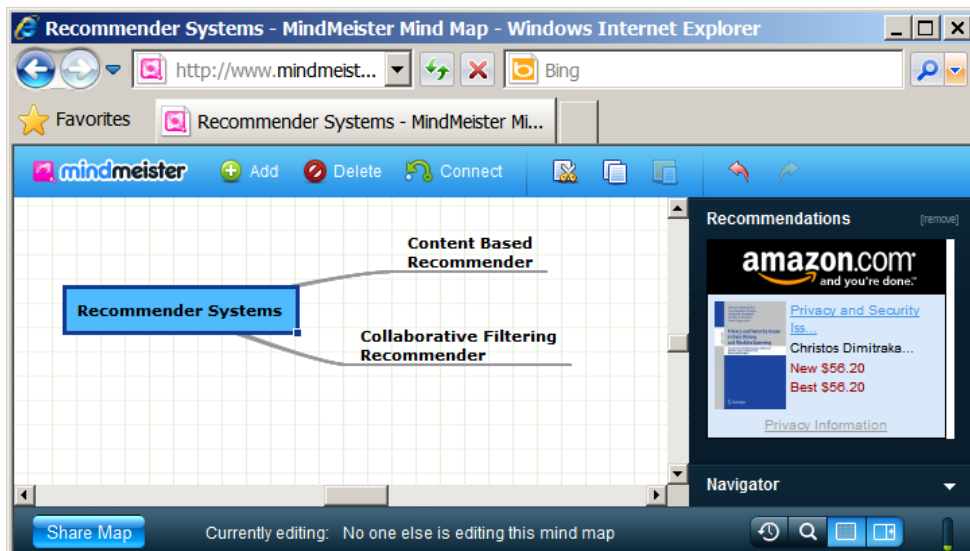 Recommender Systems - MindMeister Mind Map - Windows Internet Explorer
http://www.mindmeist... Bing
Favorites Recommender Systems - MindMeister Mi...
mindmeister Add Delete Connect
Recommendations [remove]
Content Based
Recommender
Recommender Systems
Collaborative Filtering
Recommender
amazon.com
and you're done.™
Privacy and Security
Iss...
Christos Dimitraka...
New $56.20
Best $56.20
Privacy Information
Navigator
Share Map Currently editing: No one else is editing this mind map